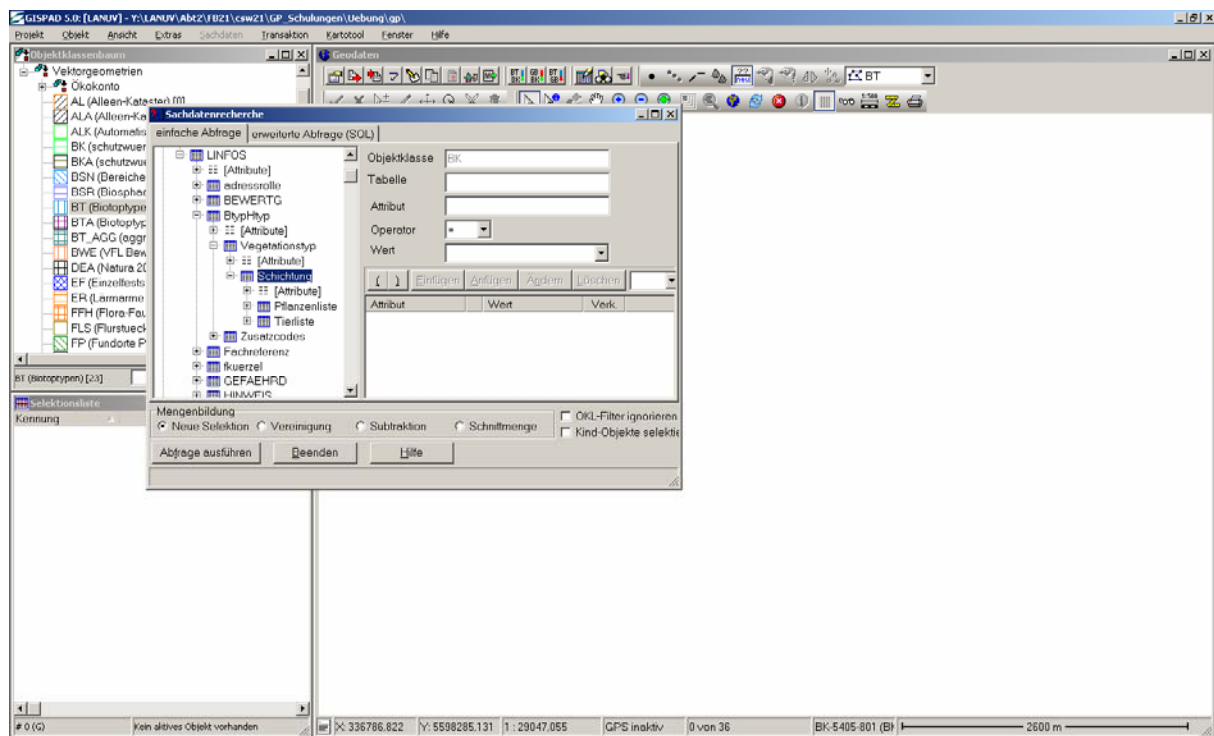 GISPAD 5.0: [LANUV] - Y:\LANUV\Abt2\FB21\csw21\GP_Schulungen\Uebung\gp\
Projekt Objekt Ansicht Extras Sachdaten Transaktion Kartotool Fenster Hilfe
Objektklassenbaum
Geodaten
Vektorgeometrien
Ökokonto
AL (Alleen-Kataster) [0]
ALA (Alleen-Ka
ALK (Automatis
BK (schutzwuer
BKA (schutzwue
BSN (Bereiche
BSR (Biosphae
BT (Biotoptype
BTA (Biotoptyp
BT_AGG (aggr
BWE (VFL Bew
DEA (Natura 20
EF (Einzelfests
ER (Lärmarme
FFH (Flora-Fau
FLS (Flurstueck
FP (Fundorte P
BT (Biotoptypen) [23]
BT
Sachdatenrecherche
einfache Abfrage erweiterte Abfrage (SQL)
LINFOS
[Attribute]
adressrolle
BEWERTG
BtypHtyp
[Attribute]
Vegetationstyp
[Attribute]
Schichtung
[Attribute]
Pflanzenliste
Tierliste
Zusatzcodes
Fachreferenz
fkuerzel
GEFAEHRD
HINWEIS
Objektklasse BK
Tabelle
Attribut
Operator =
Wert
( ) Einfügen Anfügen Ändern Löschen
Attribut Wert Verk.
Mengenbildung
Neue Selektion Vereinigung Subtraktion Schnittmenge
OKL-Filter ignorieren
Kind-Objekte selektie
Abfrage ausführen Beenden Hilfe
Selektionsliste
Kennung
# 0 (G) Kein aktives Objekt vorhanden X: 336786,822 Y: 5598285,131 1 : 29047,055 GPS inaktiv 0 von 36 BK-5405-801 (BK 2600 m